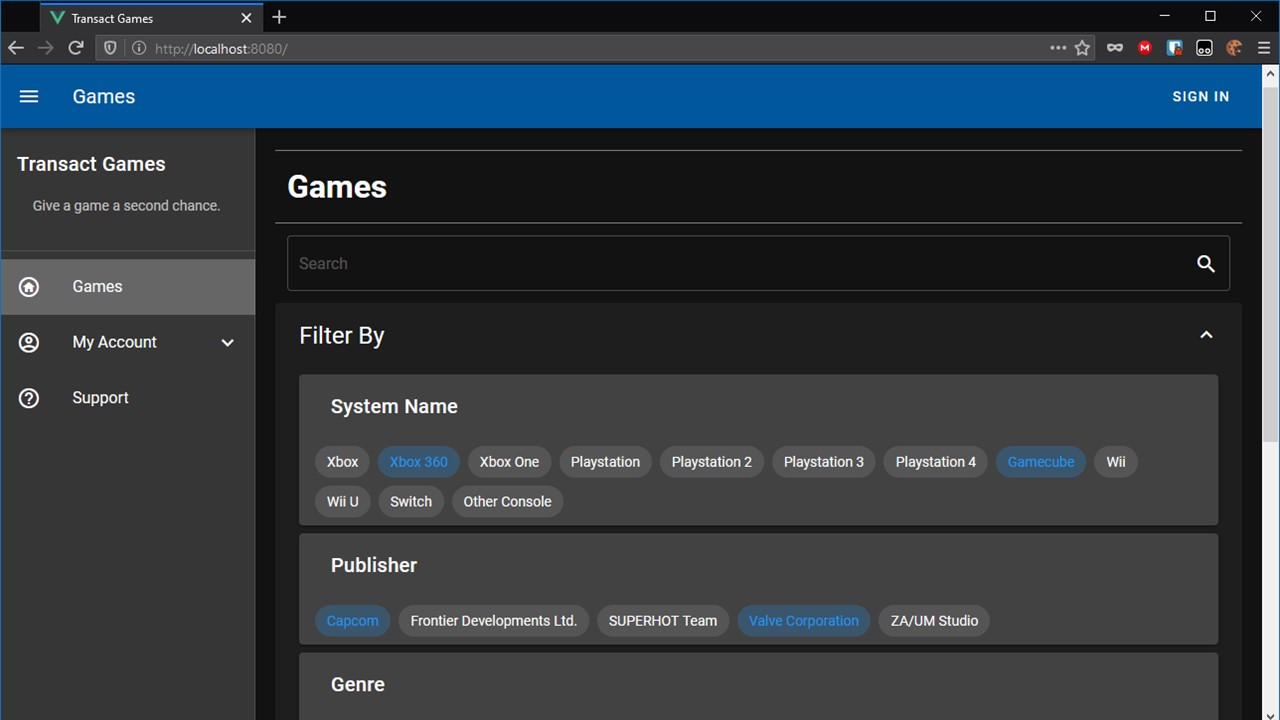 Transact Games
http://localhost:8080/
Games
SIGN IN
Transact Games
Give a game a second chance.
Games
My Account
Support
Games
Search
Filter By
System Name
Xbox Xbox 360 Xbox One Playstation Playstation 2 Playstation 3 Playstation 4 Gamecube Wii
Wii U Switch Other Console
Publisher
Capcom Frontier Developments Ltd. SUPERHOT Team Valve Corporation ZA/UM Studio
Genre